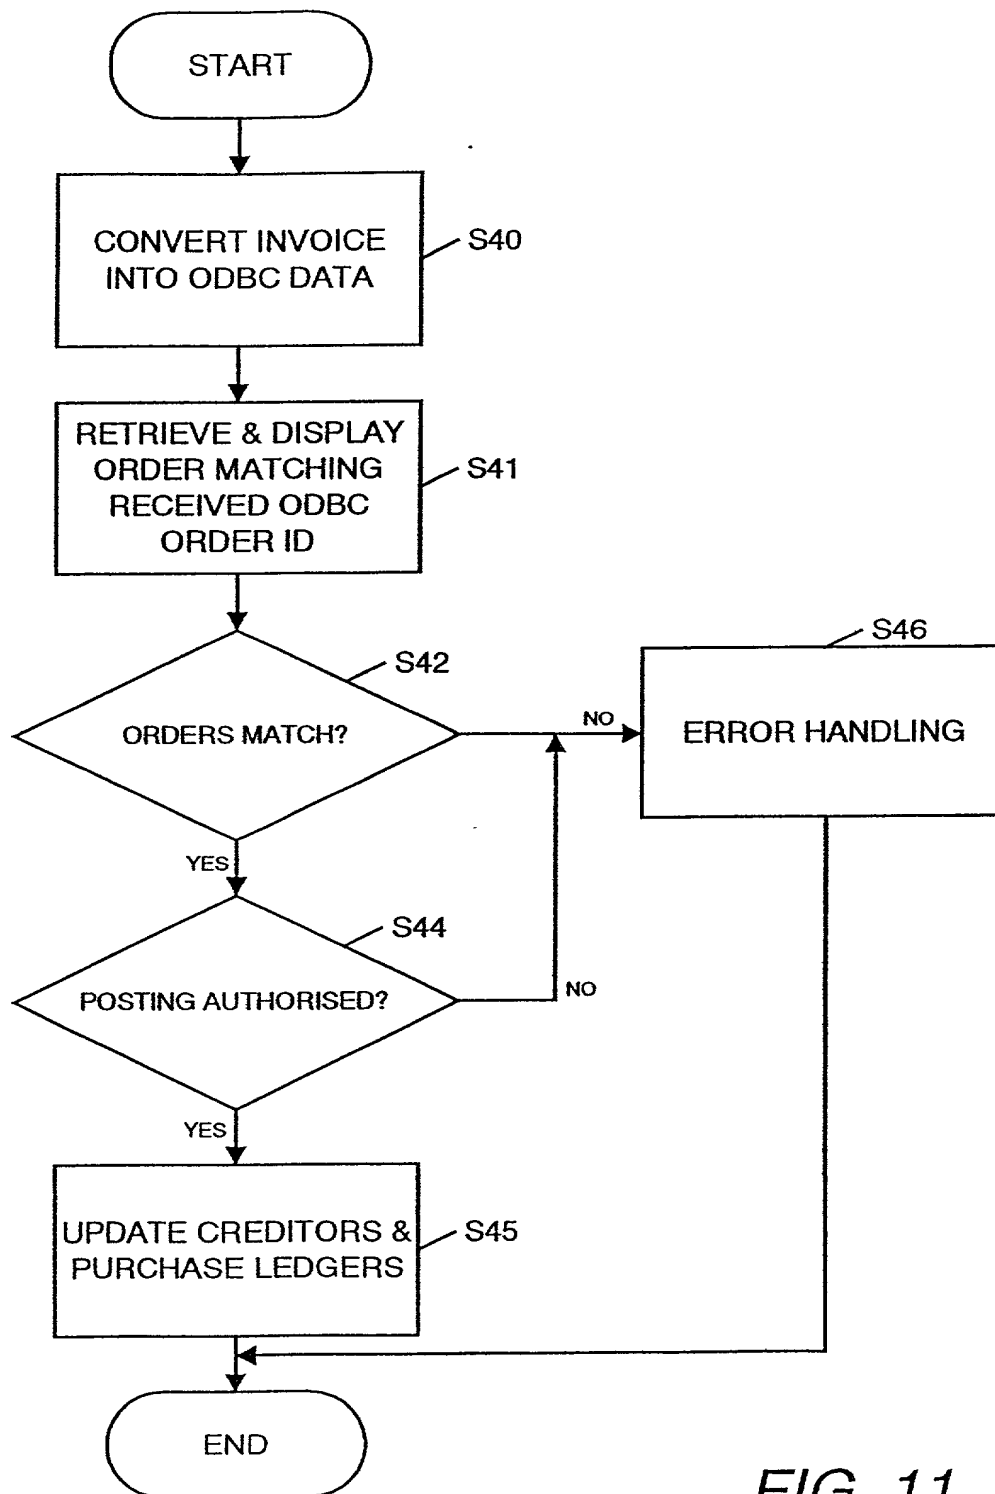 START
CONVERT INVOICE
INTO ODBC DATA
S40
RETRIEVE & DISPLAY
ORDER MATCHING
RECEIVED ODBC
ORDER ID
S41
S42
ORDERS MATCH?
NO
S46
ERROR HANDLING
YES
S44
POSTING AUTHORISED?
NO
YES
UPDATE CREDITORS &
PURCHASE LEDGERS
S45
END
FIG. 11